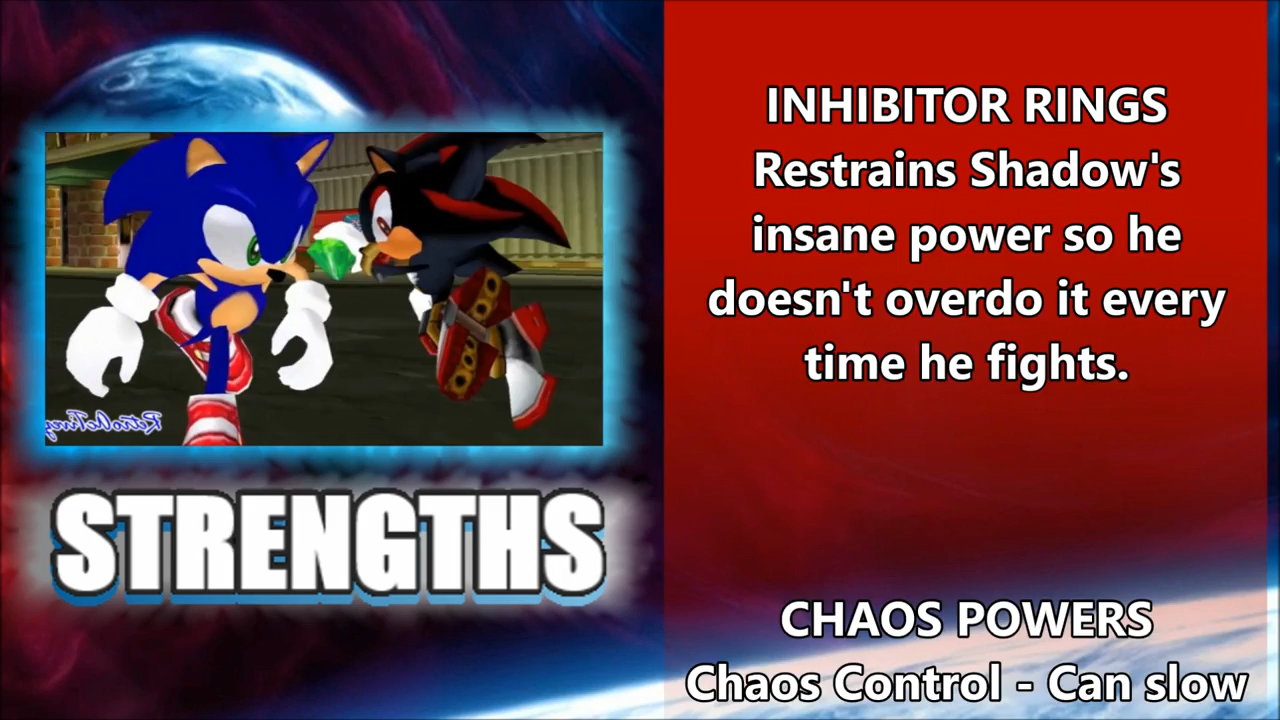 INHIBITOR RINGS
Restrains Shadow's
insane power so he
doesn't overdo it every
time he fights.
STRENGTHS
CHAOS POWERS
Chaos Control - Can slow